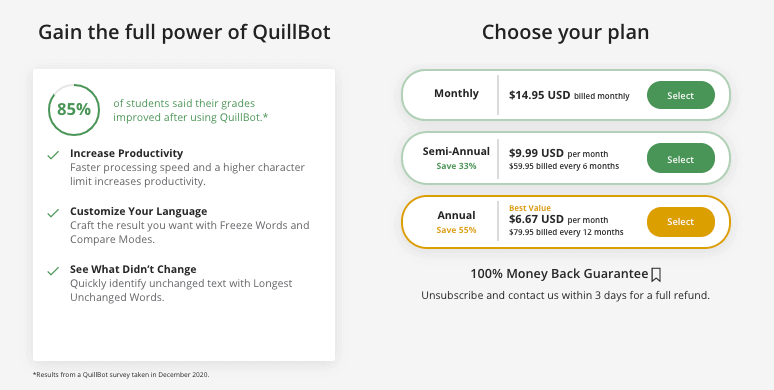 Gain the full power of QuillBot
85%
of students said their grades
improved after using QuillBot.*
Increase Productivity
Faster processing speed and a higher character
limit increases productivity.
Customize Your Language
Craft the result you want with Freeze Words and
Compare Modes.
See What Didn’t Change
Quickly identify unchanged text with Longest
Unchanged Words.
*Results from a QuillBot survey taken in December 2020.
Choose your plan
Monthly
$14.95 USD billed monthly
Select
Semi-Annual
Save 33%
$9.99 USD per month
$59.95 billed every 6 months
Select
Annual
Save 55%
Best Value
$6.67 USD per month
$79.95 billed every 12 months
Select
100% Money Back Guarantee
Unsubscribe and contact us within 3 days for a full refund.